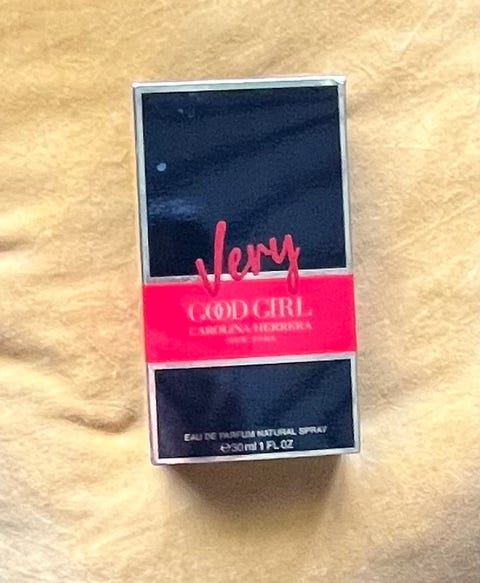 Very
GOOD GIRL
CAROLINA HERRERA
NEW YORK
EAU DE PARFUM NATURAL SPRAY
℮30 ml 1 FL OZ